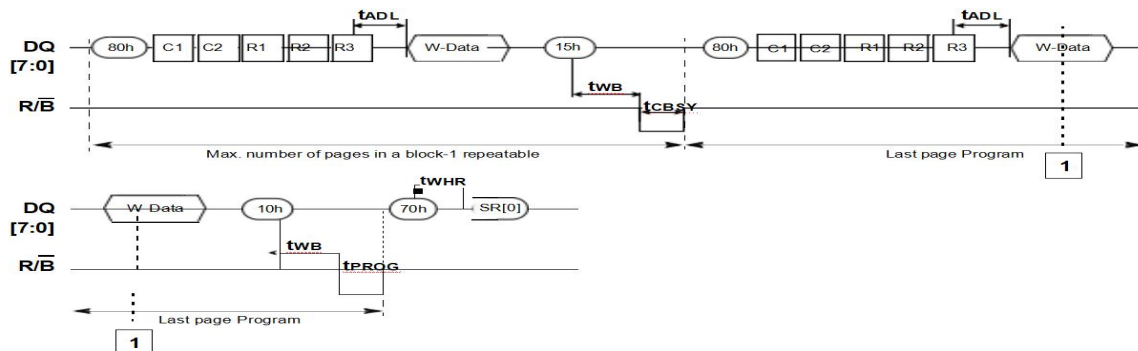 tADL tADL
DQ [7:0] 80h C1 C2 R1 R2 R3 W-Data 15h 80h C1 C2 R1 R2 R3 W-Data
tWB
R/B̅ tCBSY
Max. number of pages in a block-1 repeatable Last page Program
1
tWHR
DQ [7:0] W-Data 10h 70h SR[0]
tWB
R/B̅ tPROG
Last page Program
1